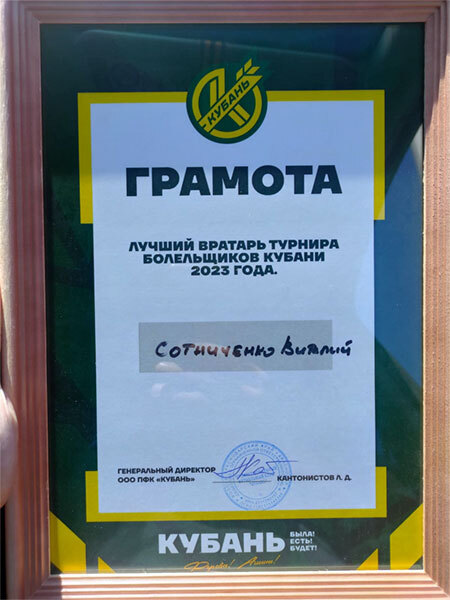 КУБАНЬ
ГРАМОТА
ЛУЧШИЙ ВРАТАРЬ ТУРНИРА
БОЛЕЛЬЩИКОВ КУБАНИ
2023 ГОДА.
Сотниченко Виталий
ГЕНЕРАЛЬНЫЙ ДИРЕКТОР
ООО ПФК «КУБАНЬ»
КАНТОНИСТОВ Л. Д.
КУБАНЬ
БЫЛА!
ЕСТЬ!
БУДЕТ!